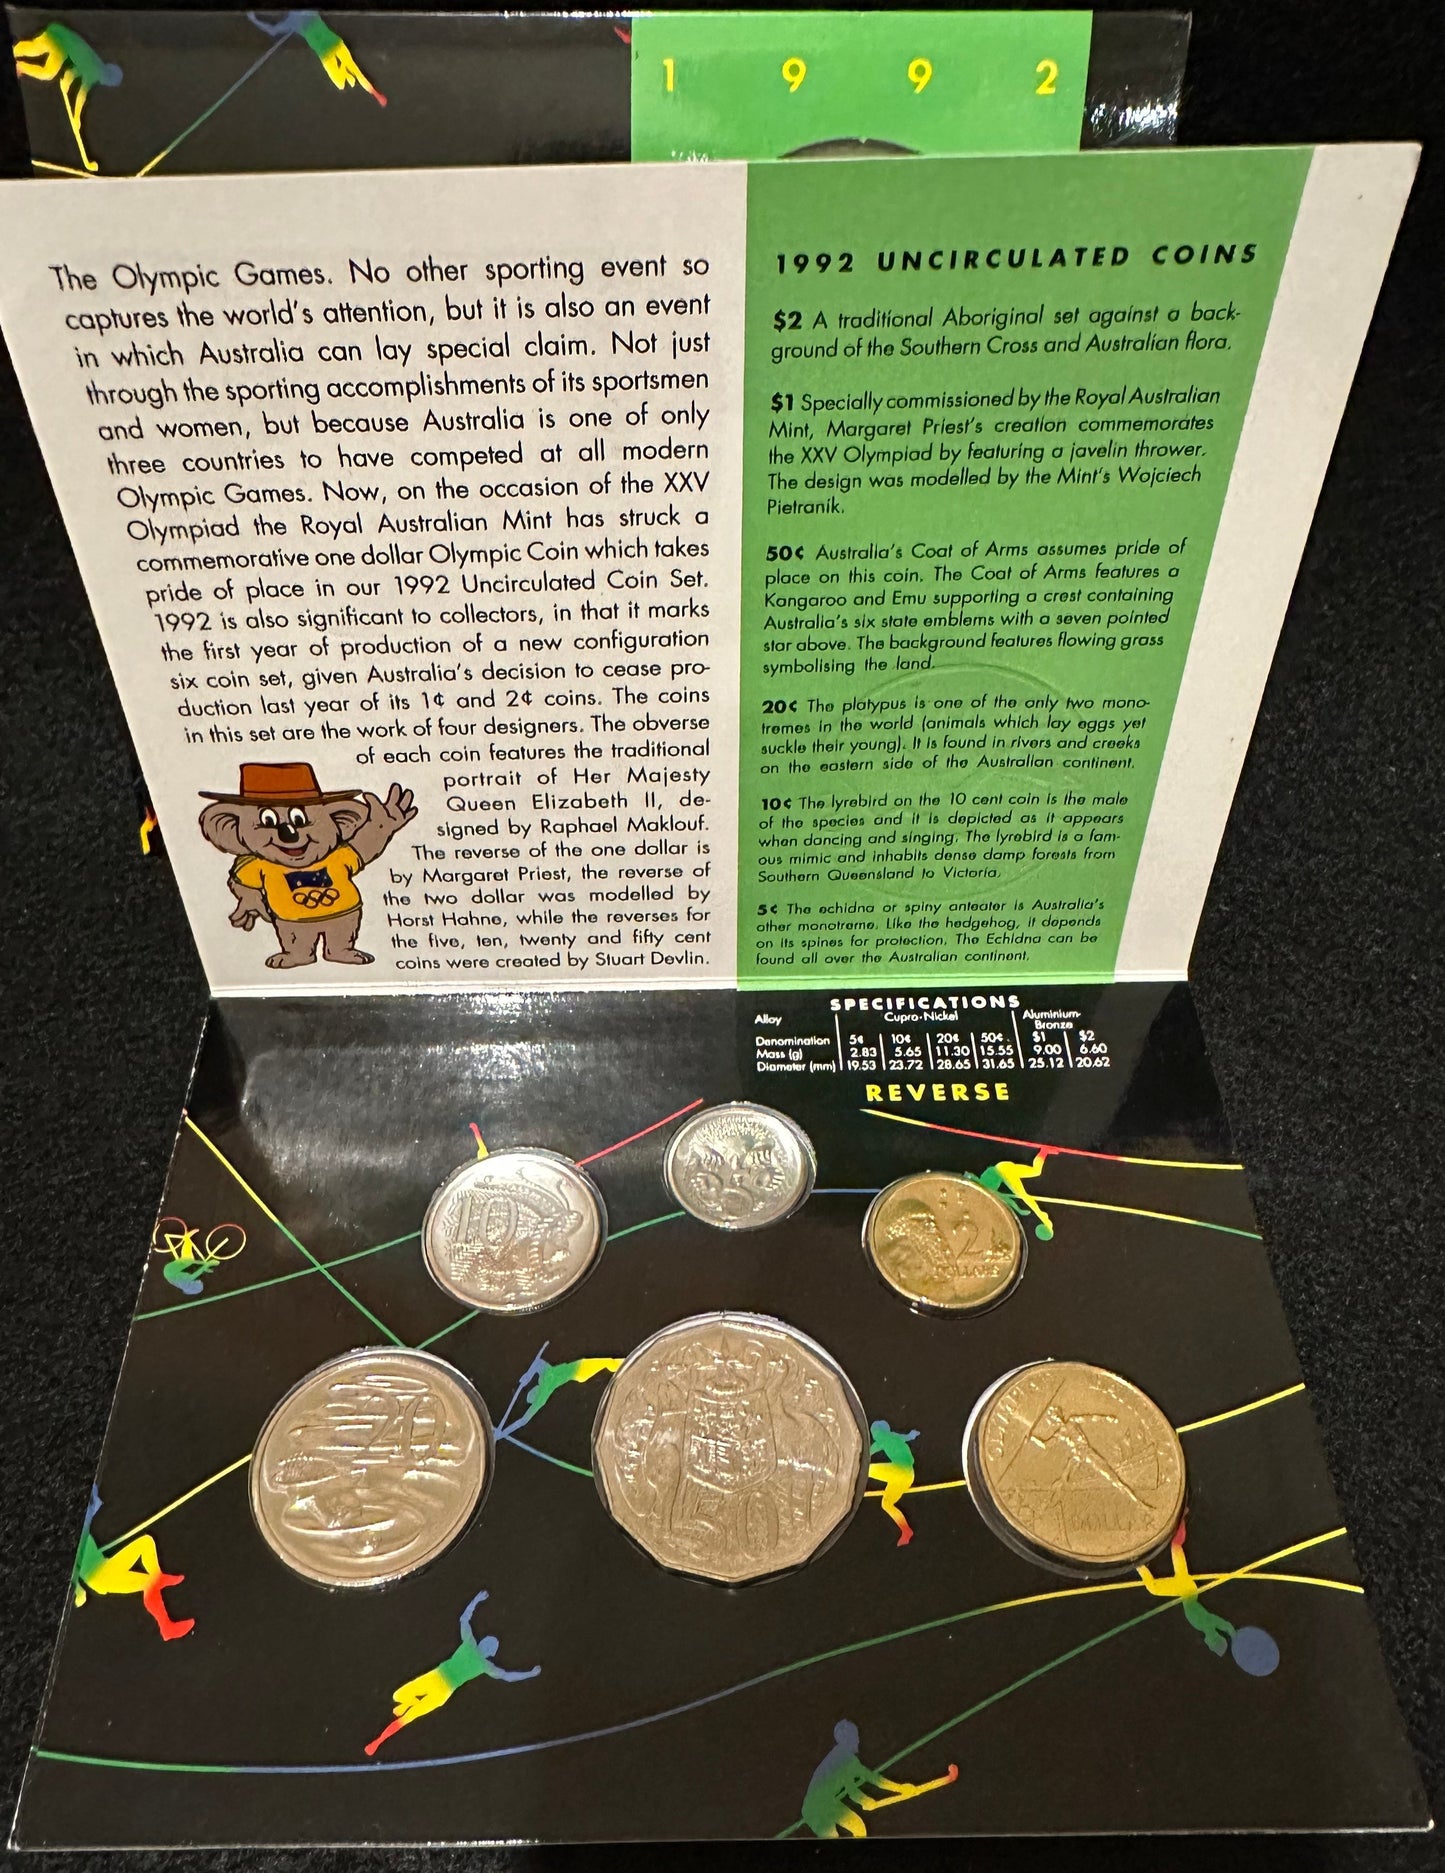 1 9 9 2
The Olympic Games. No other sporting event so
captures the world's attention, but it is also an event
in which Australia can lay special claim. Not just
through the sporting accomplishments of its sportsmen
and women, but because Australia is one of only
three countries to have competed at all modern
Olympic Games. Now, on the occasion of the XXV
Olympiad the Royal Australian Mint has struck a
commemorative one dollar Olympic Coin which takes
pride of place in our 1992 Uncirculated Coin Set.
1992 is also significant to collectors, in that it marks
the first year of production of a new configuration
six coin set, given Australia's decision to cease pro-
duction last year of its 1¢ and 2¢ coins. The coins
in this set are the work of four designers. The obverse
of each coin features the traditional
portrait of Her Majesty
Queen Elizabeth II, de-
signed by Raphael Maklouf.
The reverse of the one dollar is
by Margaret Priest, the reverse of
the two dollar was modelled by
Horst Hahne, while the reverses for
the five, ten, twenty and fifty cent
coins were created by Stuart Devlin.
1992 UNCIRCULATED COINS
$2 A traditional Aboriginal set against a back-
ground of the Southern Cross and Australian flora.
$1 Specially commissioned by the Royal Australian
Mint, Margaret Priest's creation commemorates
the XXV Olympiad by featuring a javelin thrower.
The design was modelled by the Mint's Wojciech
Pietranik.
50¢ Australia's Coat of Arms assumes pride of
place on this coin. The Coat of Arms features a
Kangaroo and Emu supporting a crest containing
Australia's six state emblems with a seven pointed
star above. The background features flowing grass
symbolising the land.
20¢ The platypus is one of the only two mono-
tremes in the world (animals which lay eggs yet
suckle their young). It is found in rivers and creeks
on the eastern side of the Australian continent.
10¢ The lyrebird on the 10 cent coin is the male
of the species and it is depicted as it appears
when dancing and singing. The lyrebird is a fam-
ous mimic and inhabits dense damp forests from
Southern Queensland to Victoria.
5¢ The echidna or spiny anteater is Australia's
other monotreme. Like the hedgehog, it depends
on its spines for protection. The Echidna can be
found all over the Australian continent.
SPECIFICATIONS
Alloy Cupro-Nickel Aluminium-
Bronze
Denomination 5¢ 10¢ 20¢ 50¢. $1 $2
Mass (g) 2.83 5.65 11.30 15.55 9.00 6.60
Diameter (mm) 19.53 23.72 28.65 31.65 25.12 20.62
REVERSE
10
5
2
DOLLARS
20
50
1 DOLLAR